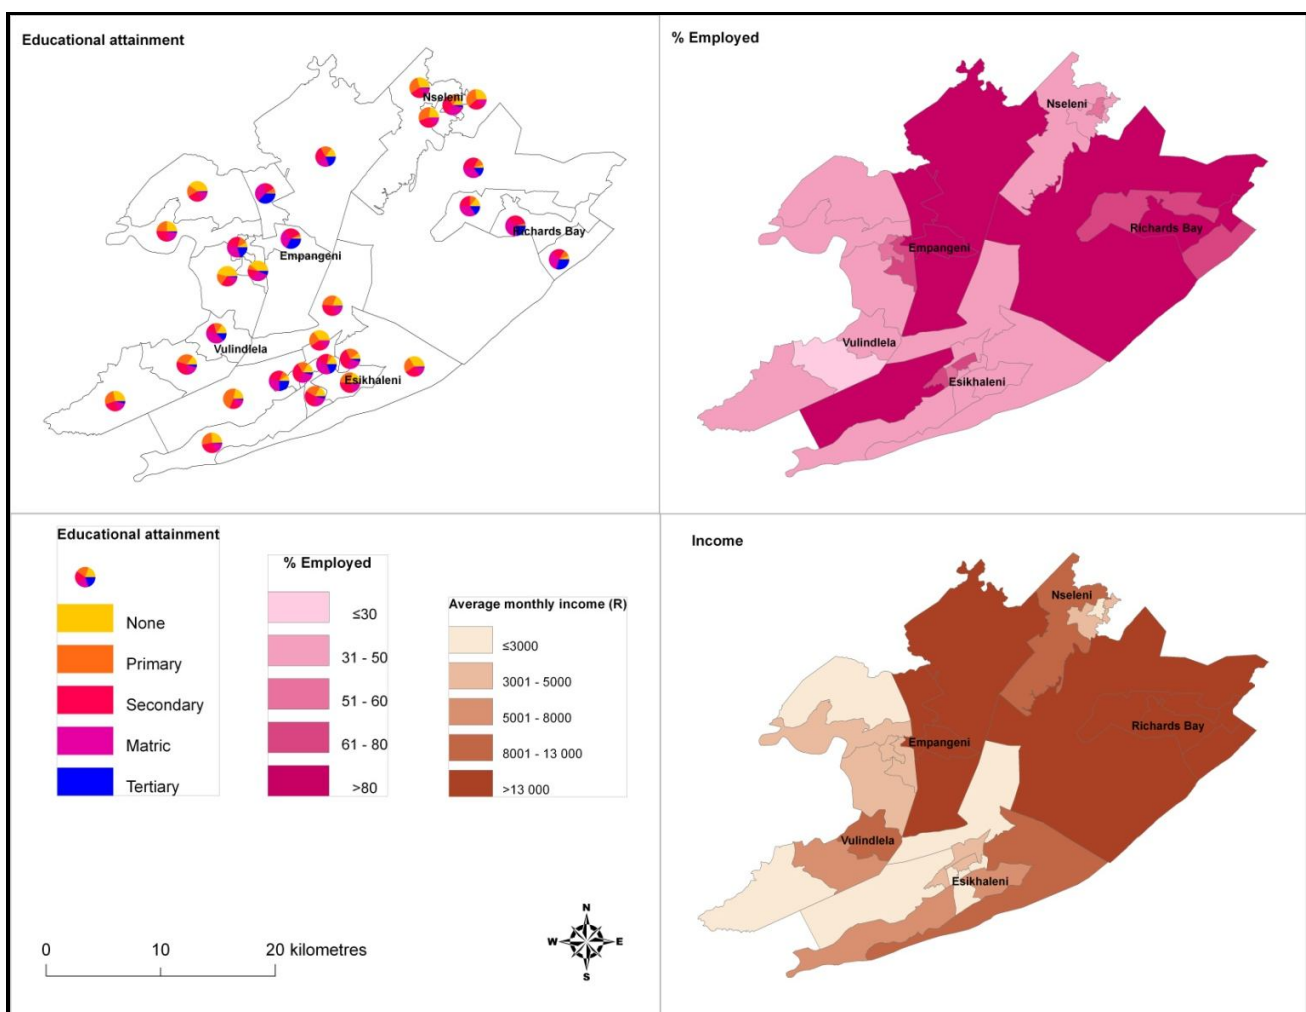 Educational attainment
Nseleni
Richards Bay
Empangeni
Vulindlela
Esikhaleni
% Employed
Nseleni
Richards Bay
Empangeni
Vulindlela
Esikhaleni
Educational attainment
None
Primary
Secondary
Matric
Tertiary
% Employed
≤30
31 - 50
51 - 60
61 - 80
>80
Average monthly income (R)
≤3000
3001 - 5000
5001 - 8000
8001 - 13 000
>13 000
0 10 20 kilometres
N
W E
S
Income
Nseleni
Richards Bay
Empangeni
Vulindlela
Esikhaleni